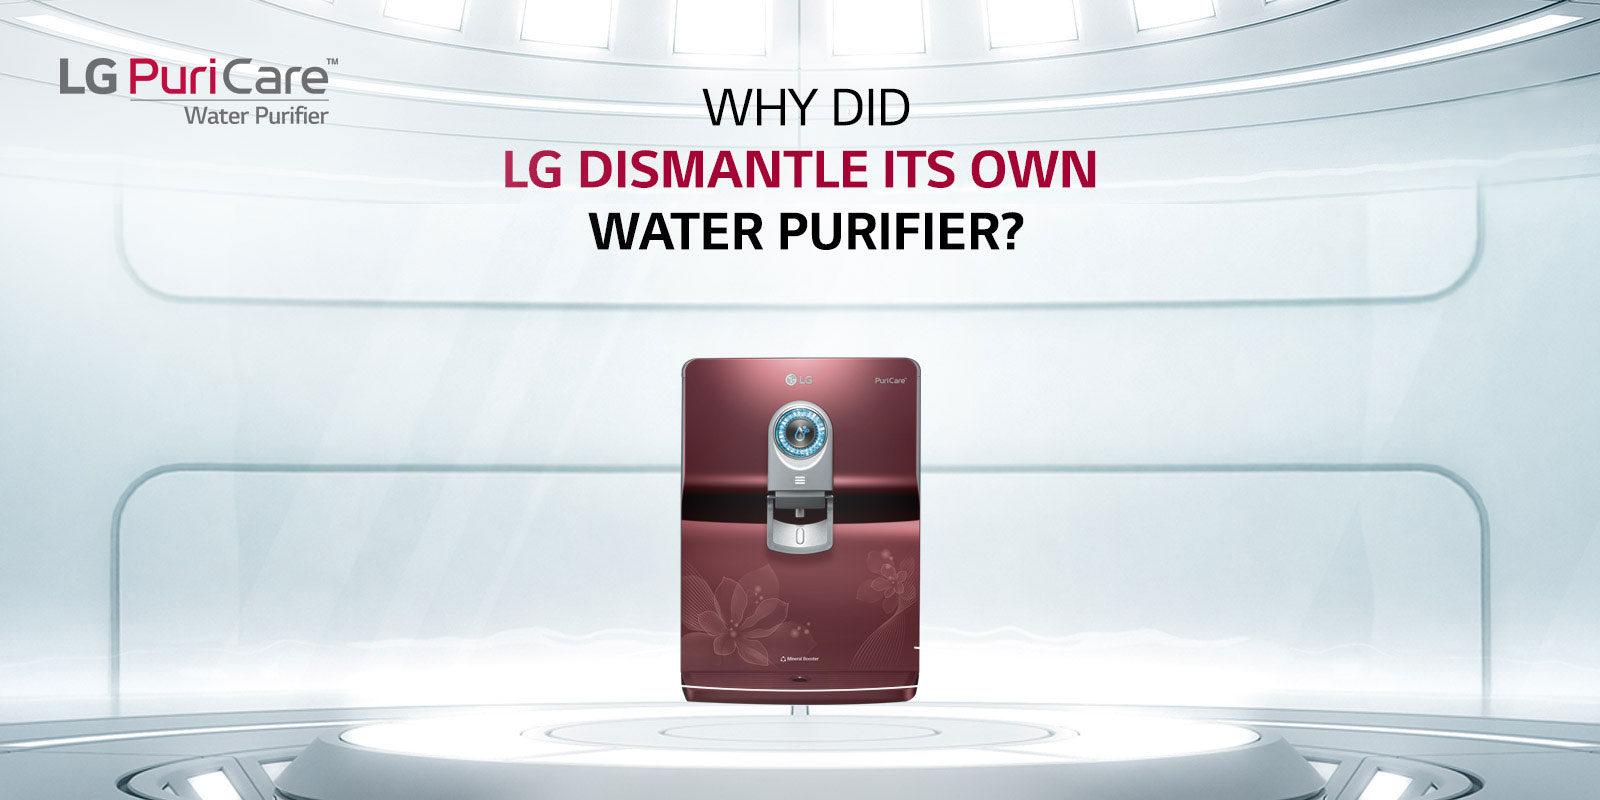 LG PuriCare™
Water Purifier
WHY DID
LG DISMANTLE ITS OWN
WATER PURIFIER?
LG
PuriCare
Mineral Booster